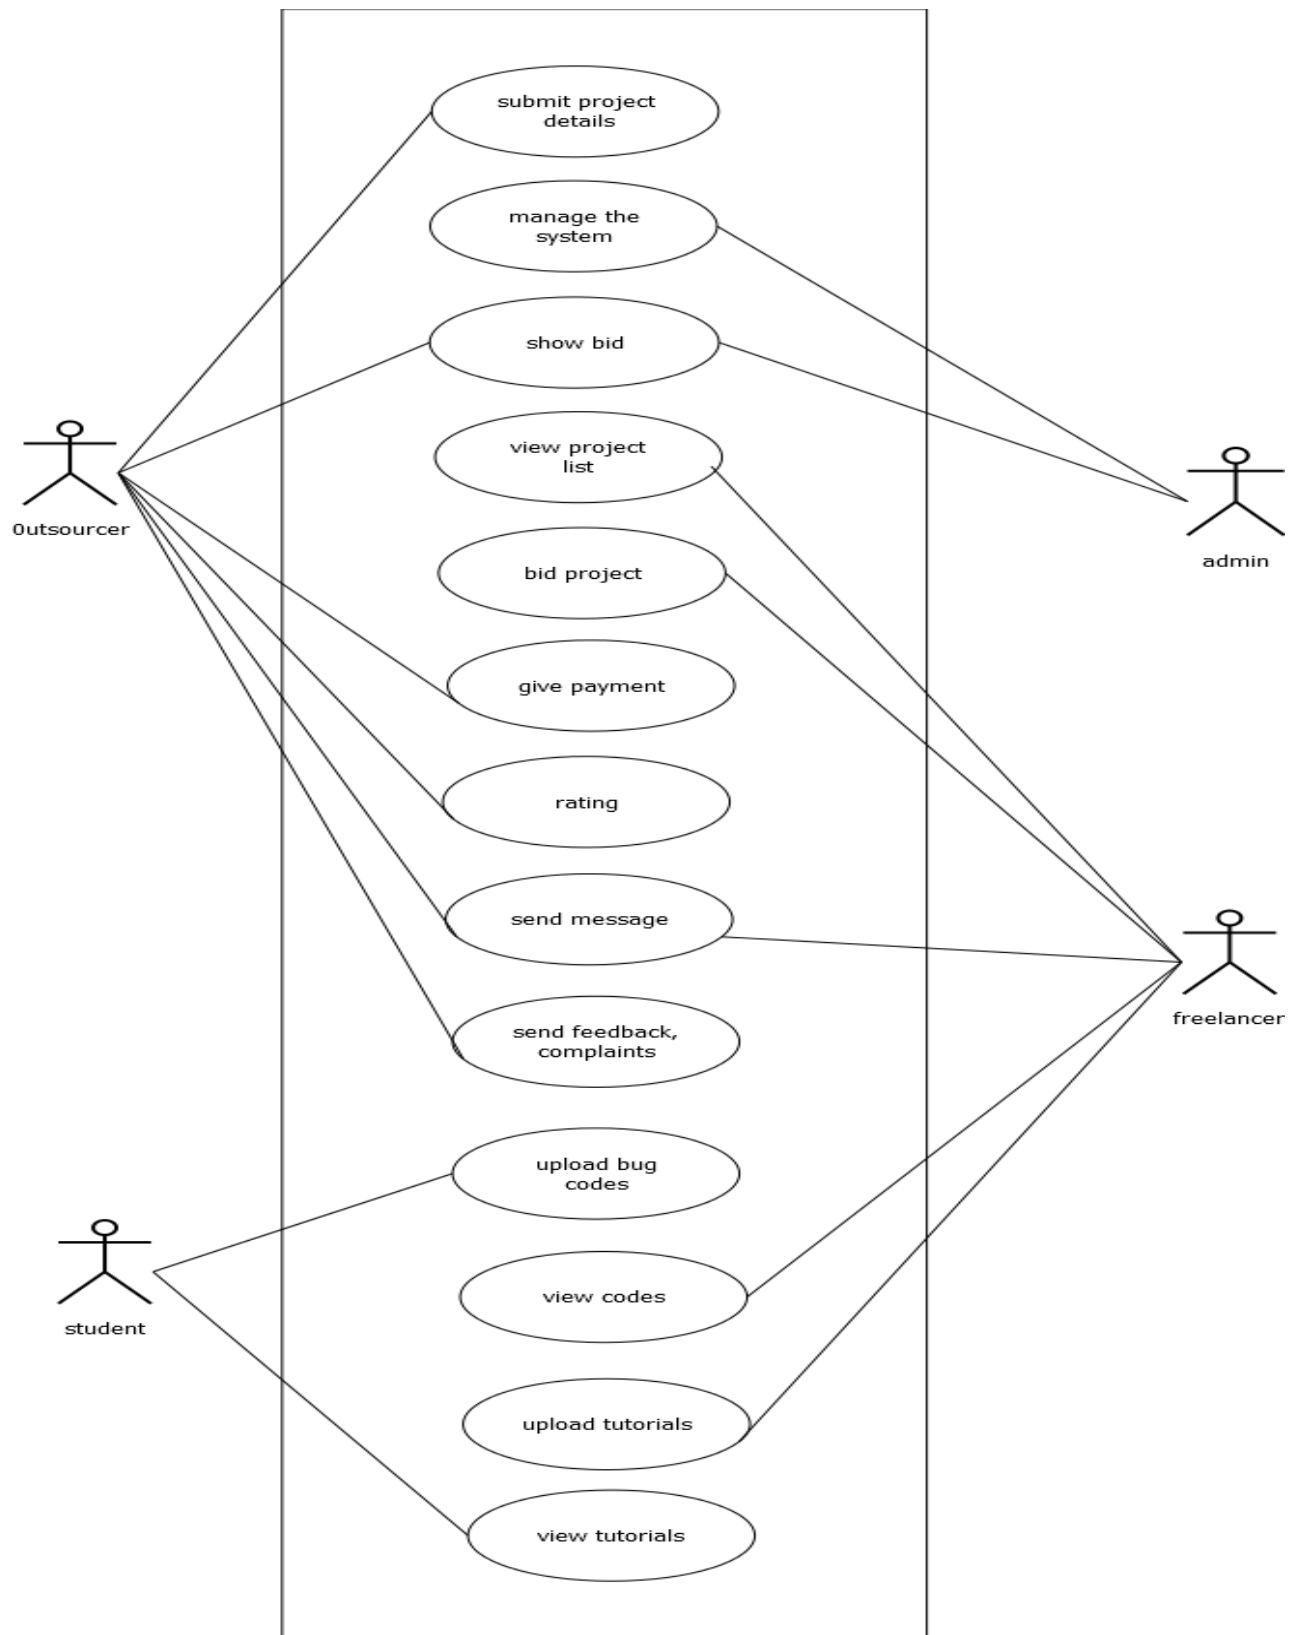 submit project
details
manage the
system
show bid
view project
list
0utsourcer
admin
bid project
give payment
rating
send message
freelancer
send feedback,
complaints
upload bug
codes
student
view codes
upload tutorials
view tutorials